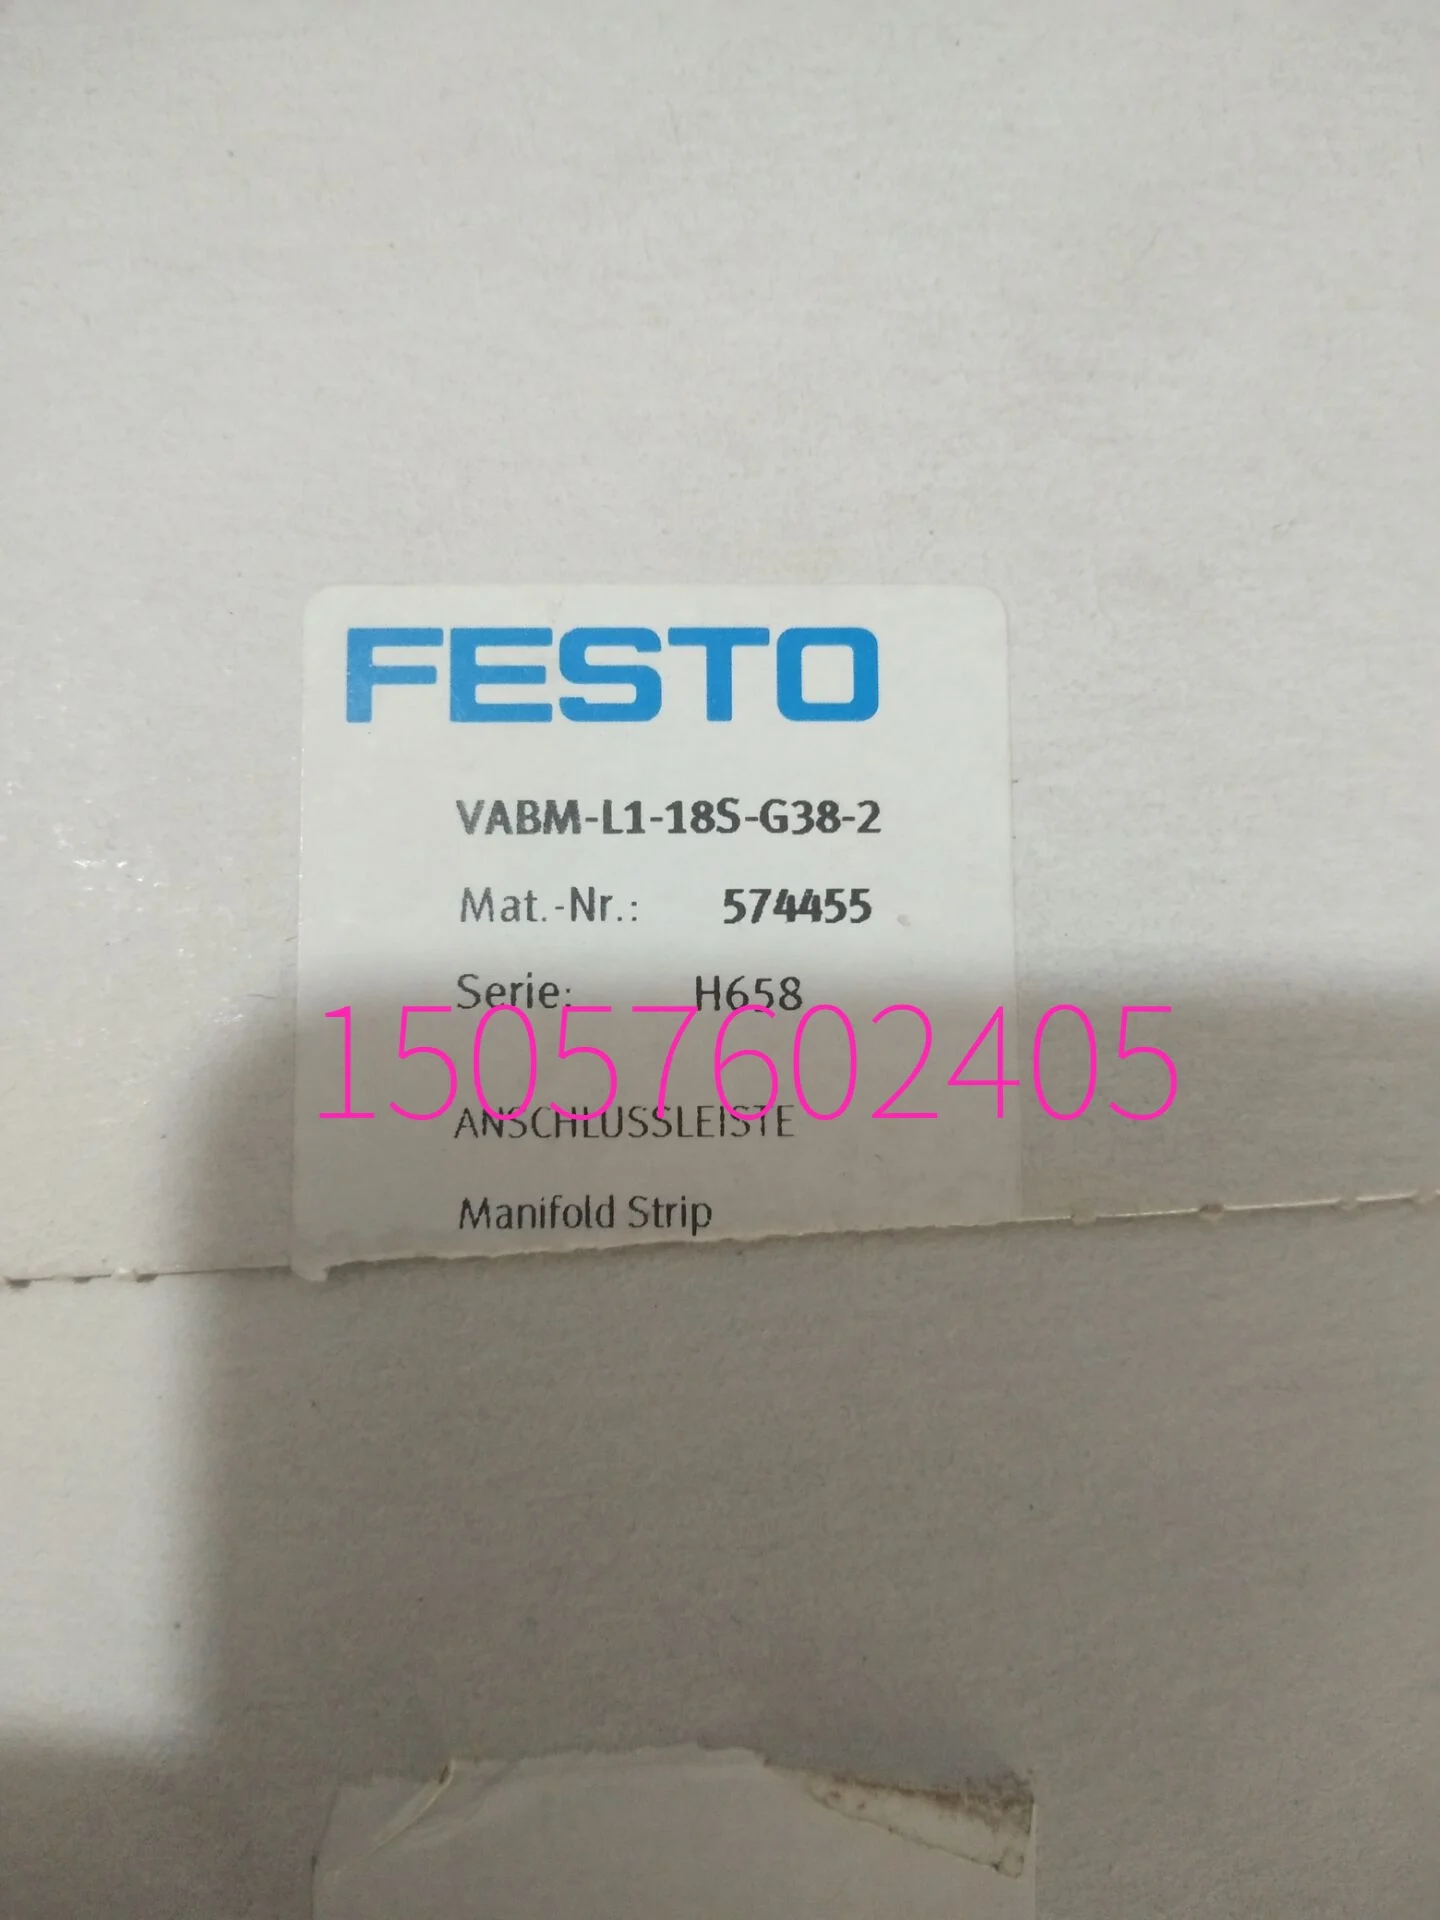 FESTO
VABM-L1-18S-G38-2
Mat.-Nr.: 574455
Serie: H658
15057602405
ANSCHLUSSLEISTE
Manifold Strip